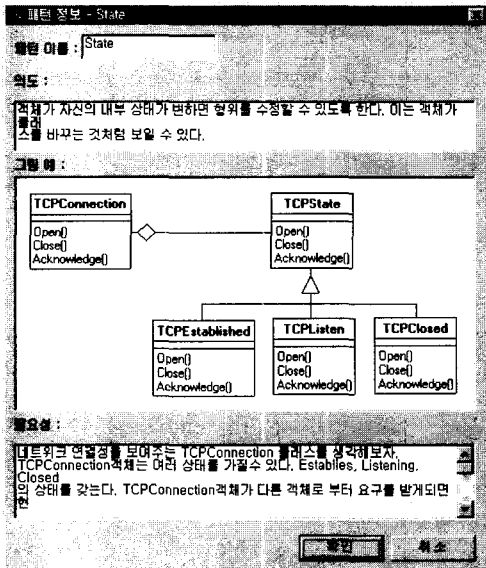 패턴 정보 - State
패턴 이름 : State
의도 :
객체가 자신의 내부 상태가 변하면 행위를 수정할 수 있도록 한다. 이는 객체가
클래
스를 바꾸는 것처럼 보일 수 있다.
그림 예 :
TCPConnection
Open()
Close()
Acknowledge()
TCPState
Open()
Close()
Acknowledge()
TCPEstablished
Open()
Close()
Acknowledge()
TCPListen
Open()
Close()
Acknowledge()
TCPClosed
Open()
Close()
Acknowledge()
필요성 :
네트워크 연결성를 보여주는 TCPConnection 클래스를 생각해보자.
TCPConnection객체는 여러 상태를 가질수 있다. Establies, Listening,
Closed
의 상태를 갖는다. TCPConnection객체가 다른 객체로 부터 요구를 받게되면
현
확인
취소